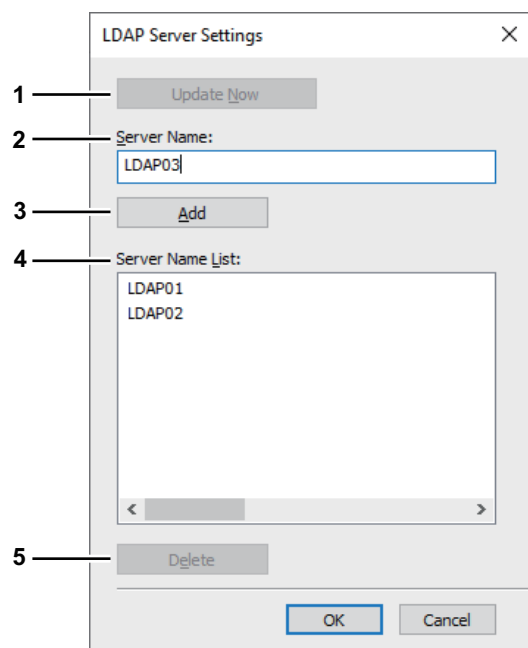 LDAP Server Settings
1 Update Now
2 Server Name:
LDAP03
3 Add
4 Server Name List:
LDAP01
LDAP02
5 Delete
OK Cancel